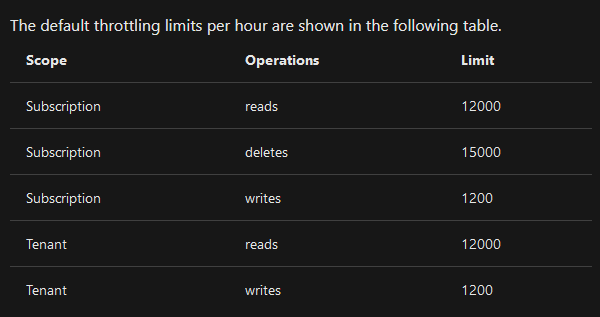 The default throttling limits per hour are shown in the following table.
Scope Operations Limit
Subscription reads 12000
Subscription deletes 15000
Subscription writes 1200
Tenant reads 12000
Tenant writes 1200